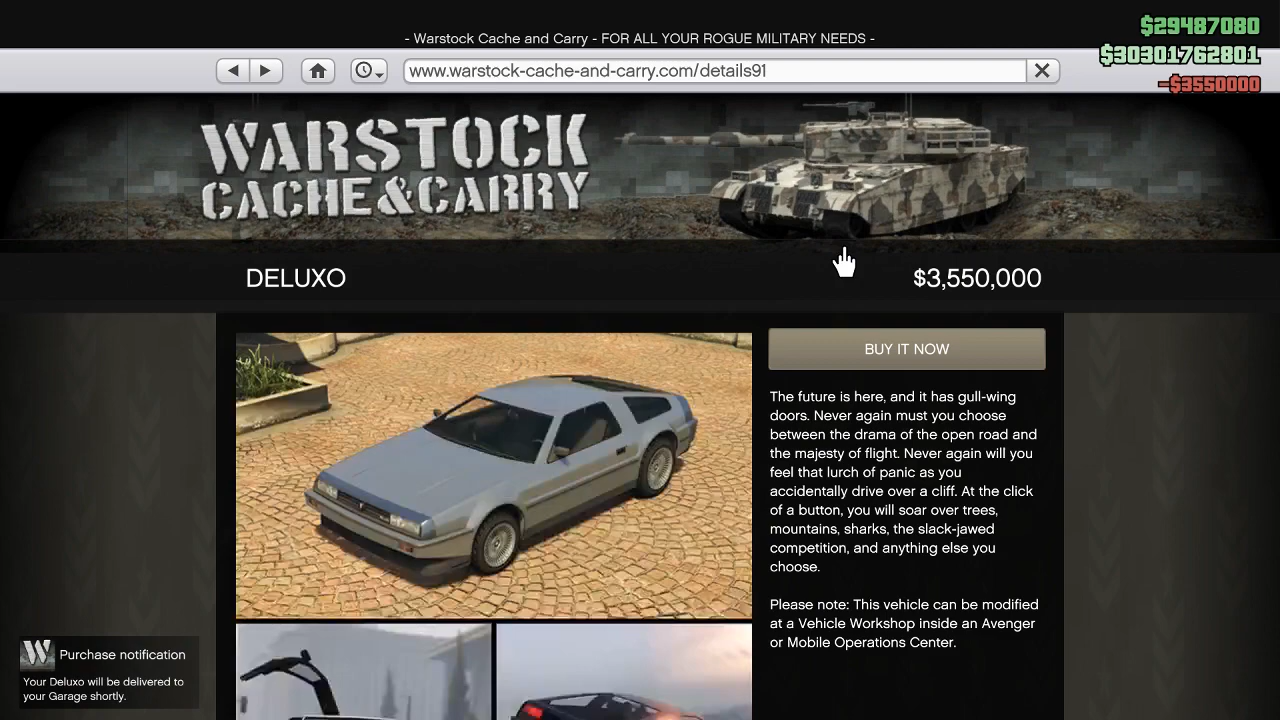 - Warstock Cache and Carry - FOR ALL YOUR ROGUE MILITARY NEEDS -
$29487080
$30301762801
-$3550000
www.warstock-cache-and-carry.com/details91
WARSTOCK
CACHE & CARRY
DELUXO
$3,550,000
BUY IT NOW
The future is here, and it has gull-wing
doors. Never again must you choose
between the drama of the open road and
the majesty of flight. Never again will you
feel that lurch of panic as you
accidentally drive over a cliff. At the click
of a button, you will soar over trees,
mountains, sharks, the slack-jawed
competition, and anything else you
choose.
Please note: This vehicle can be modified
at a Vehicle Workshop inside an Avenger
or Mobile Operations Center.
W
Purchase notification
Your Deluxo will be delivered to
your Garage shortly.